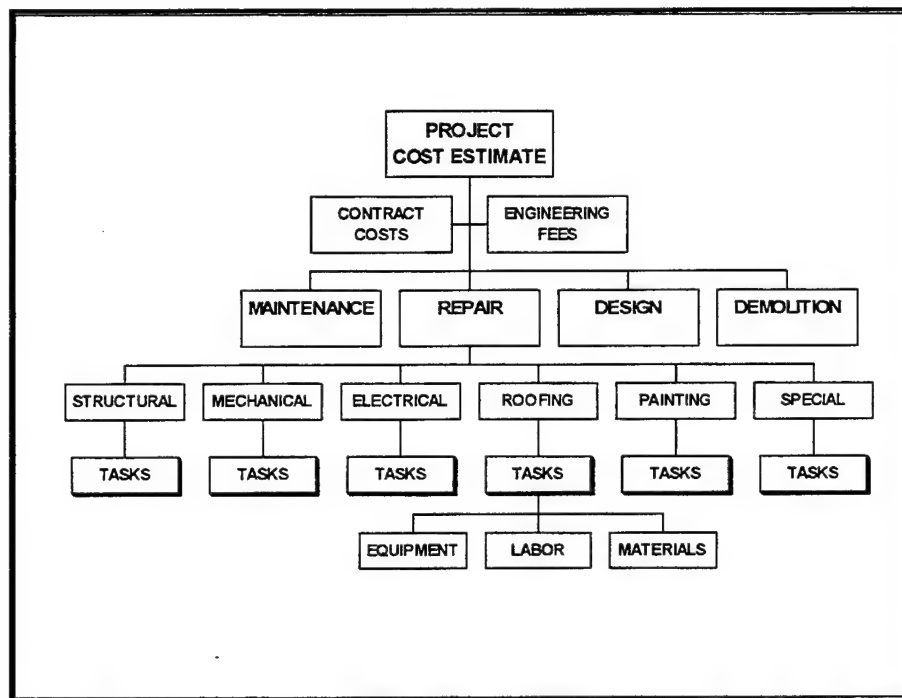 PROJECT
COST ESTIMATE
CONTRACT
COSTS
ENGINEERING
FEES
MAINTENANCE
REPAIR
DESIGN
DEMOLITION
STRUCTURAL
MECHANICAL
ELECTRICAL
ROOFING
PAINTING
SPECIAL
TASKS
TASKS
TASKS
TASKS
TASKS
TASKS
EQUIPMENT
LABOR
MATERIALS